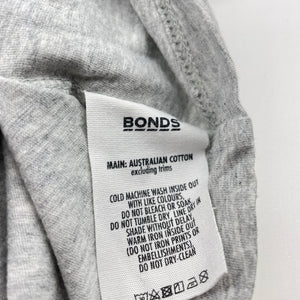 BONDS
MAIN: AUSTRALIAN COTTON
excluding trims
COLD MACHINE WASH INSIDE OUT
WITH LIKE COLOURS.
DO NOT BLEACH OR SOAK.
DO NOT TUMBLE DRY. LINE DRY IN
SHADE WITHOUT DELAY.
WARM IRON INSIDE OUT
(DO NOT IRON PRINTS OR
EMBELLISHMENTS).
DO NOT DRY-CLEAN